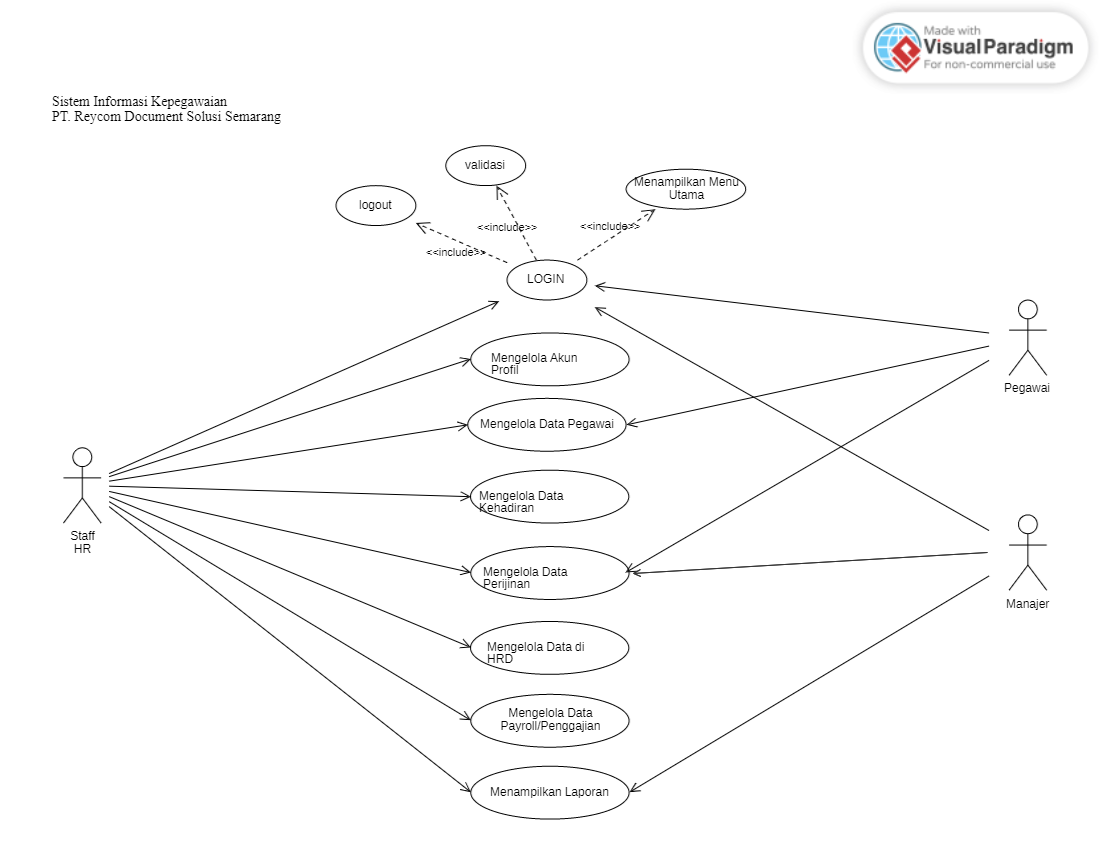 Made with
Visual Paradigm
For non-commercial use
Sistem Informasi Kepegawaian
PT. Reycom Document Solusi Semarang
validasi
Menampilkan Menu
Utama
logout
<<include>>
<<include>>
<<include>>
LOGIN
Mengelola Akun
Profil
Pegawai
Mengelola Data Pegawai
Mengelola Data
Kehadiran
Staff
HR
Mengelola Data
Perijinan
Manajer
Mengelola Data di
HRD
Mengelola Data
Payroll/Penggajian
Menampilkan Laporan